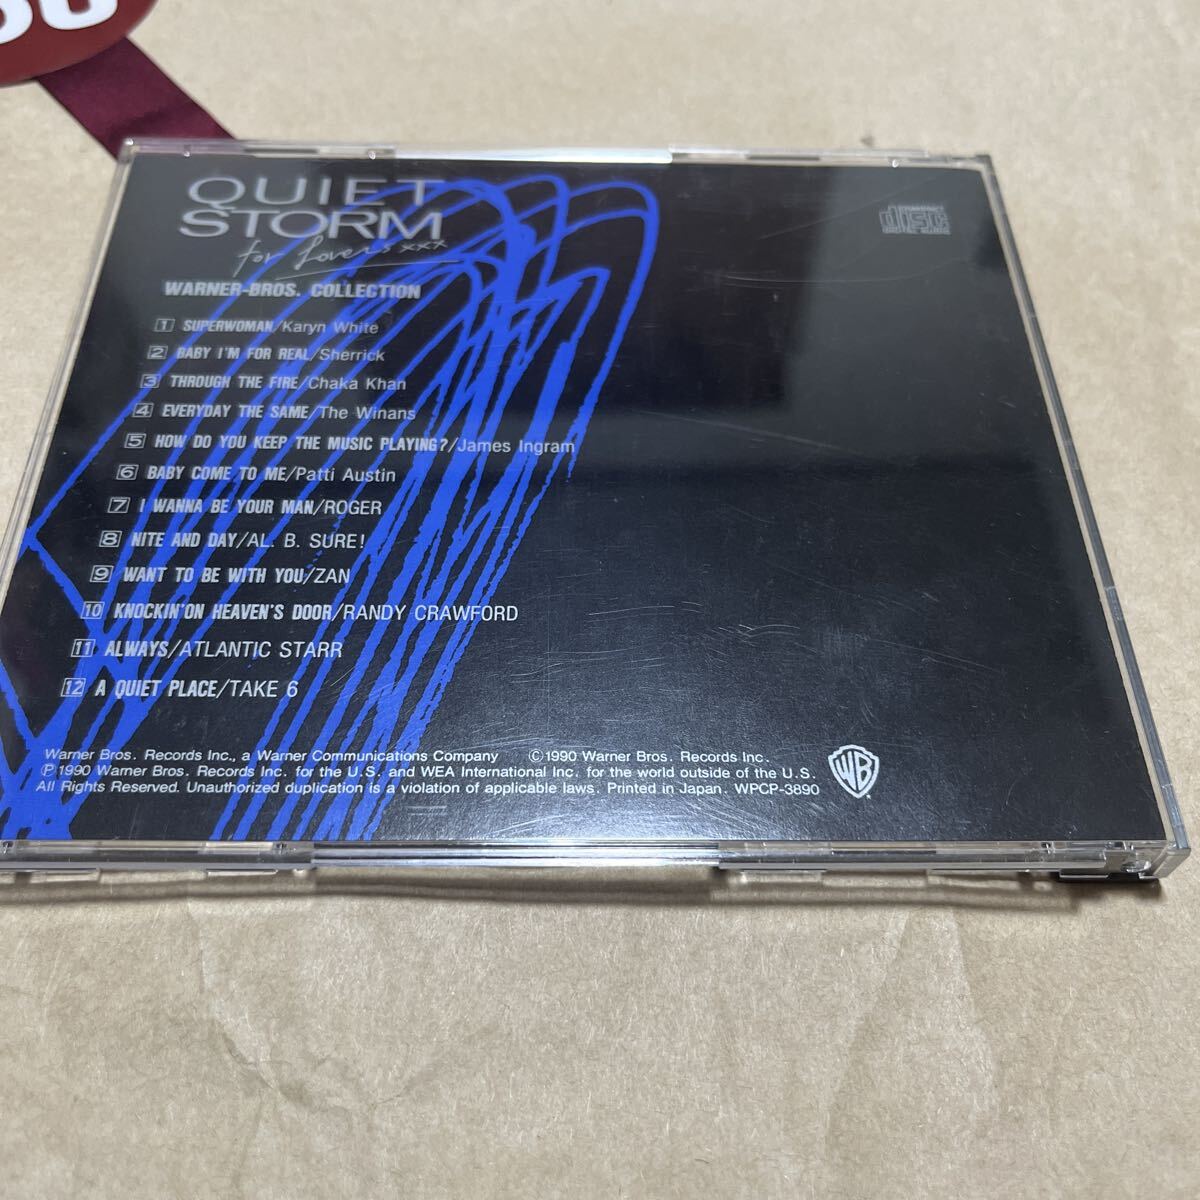 QUIET
STORM
for Lovers xxx
WARNER-BROS. COLLECTION
COMPACT
disc
1 SUPERWOMAN/Karyn White
2 BABY I'M FOR REAL/Sherrick
3 THROUGH THE FIRE/Chaka Khan
4 EVERYDAY THE SAME/The Winans
5 HOW DO YOU KEEP THE MUSIC PLAYING?/James Ingram
6 BABY COME TO ME/Patti Austin
7 I WANNA BE YOUR MAN/ROGER
8 NITE AND DAY/AL. B. SURE!
9 WANT TO BE WITH YOU/ZAN
10 KNOCKIN'ON HEAVEN'S DOOR/RANDY CRAWFORD
11 ALWAYS/ATLANTIC STARR
12 A QUIET PLACE/TAKE 6
Warner Bros. Records Inc., a Warner Communications Company ©1990 Warner Bros. Records Inc.
℗1990 Warner Bros. Records Inc. for the U.S. and WEA International Inc. for the world outside of the U.S.
All Rights Reserved. Unauthorized duplication is a violation of applicable laws. Printed in Japan. WPCP-3890
WB